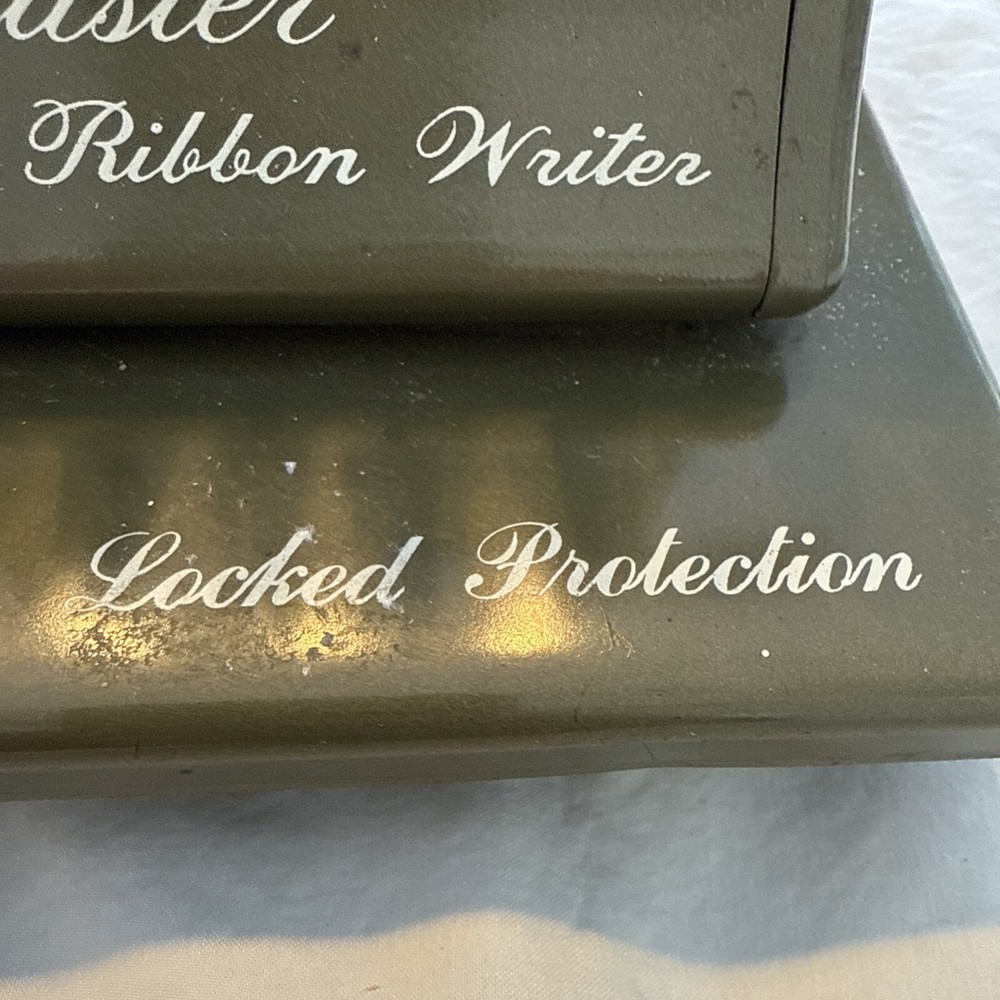 Ribbon Writer
Locked Protection